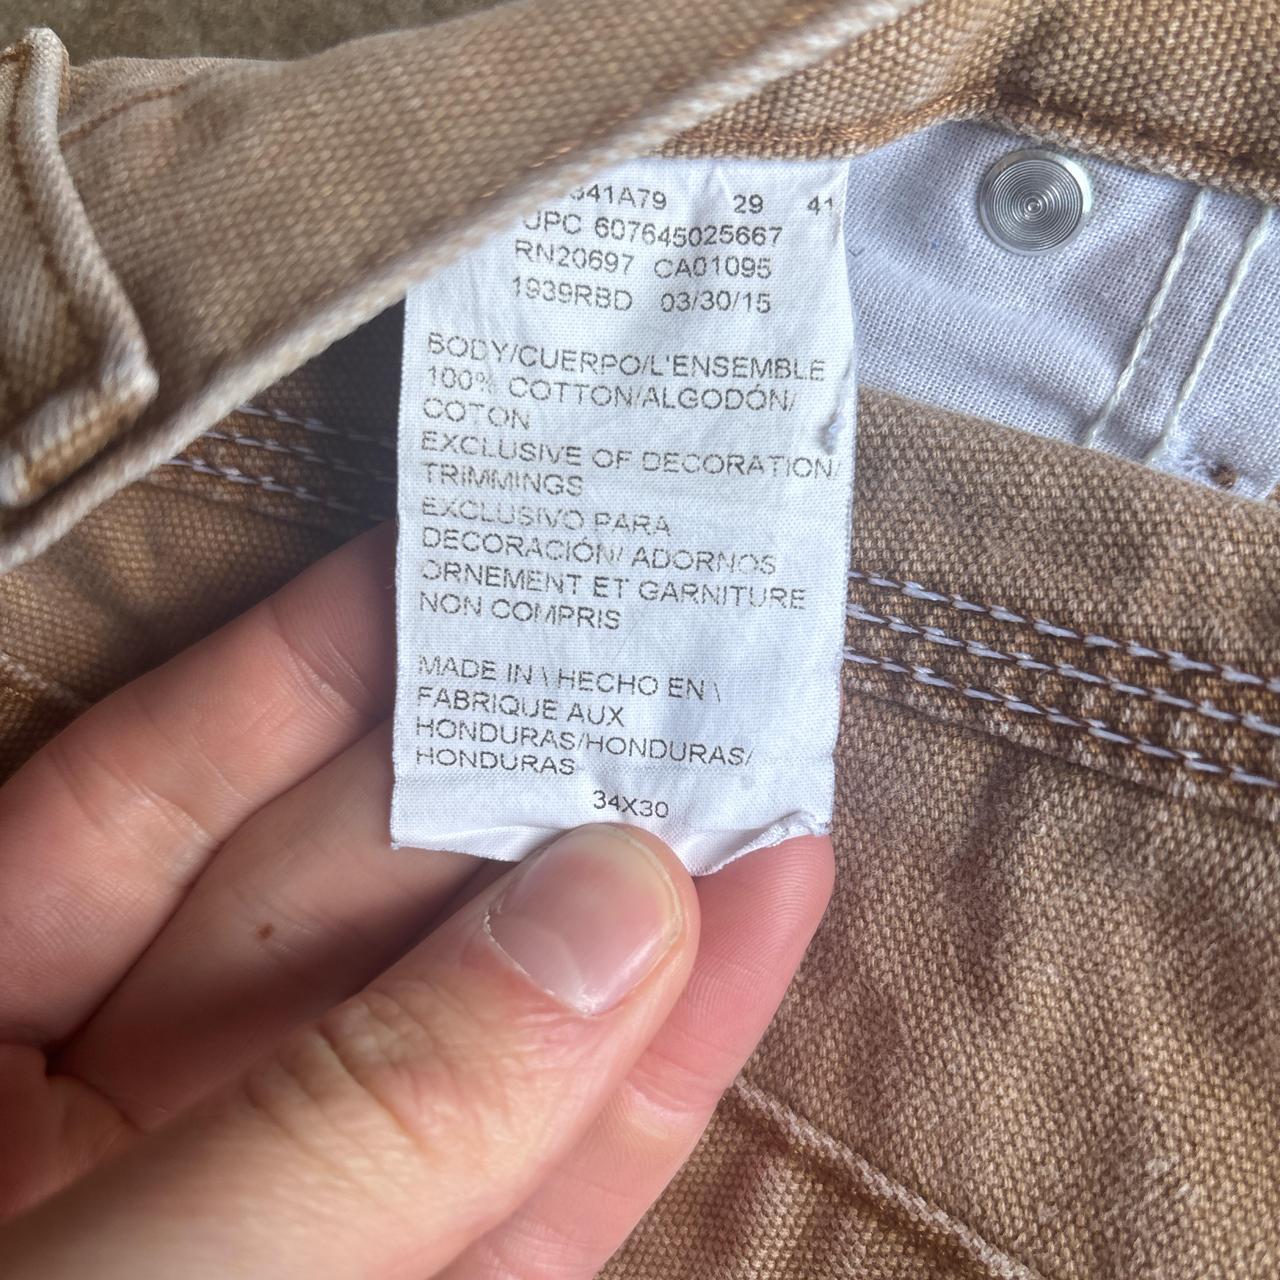 341A79 29 41
UPC 607645025667
RN20697 CA01095
1939RBD 03/30/15
BODY/CUERPO/L'ENSEMBLE
100% COTTON/ALGODÓN/
COTON
EXCLUSIVE OF DECORATION/
TRIMMINGS
EXCLUSIVO PARA
DECORACIÓN/ ADORNOS
ORNEMENT ET GARNITURE
NON COMPRIS
MADE IN \ HECHO EN \
FABRIQUE AUX
HONDURAS/HONDURAS/
HONDURAS
34X30